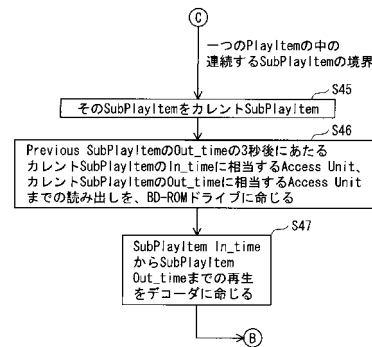 C
一つのPlayItemの中の
連続するSubPlayItemの境界
S45
そのSubPlayItemをカレントSubPlayItem
S46
Previous SubPlayItemのOut_timeの3秒後にあたる
カレントSubPlayItemのIn_timeに相当するAccess Unit、
カレントSubPlayItemのOut_timeに相当するAccess Unit
までの読み出しを、BD-ROMドライブに命じる
S47
SubPlayItem In_time
からSubPlayItem
Out_timeまでの再生
をデコーダに命じる
B